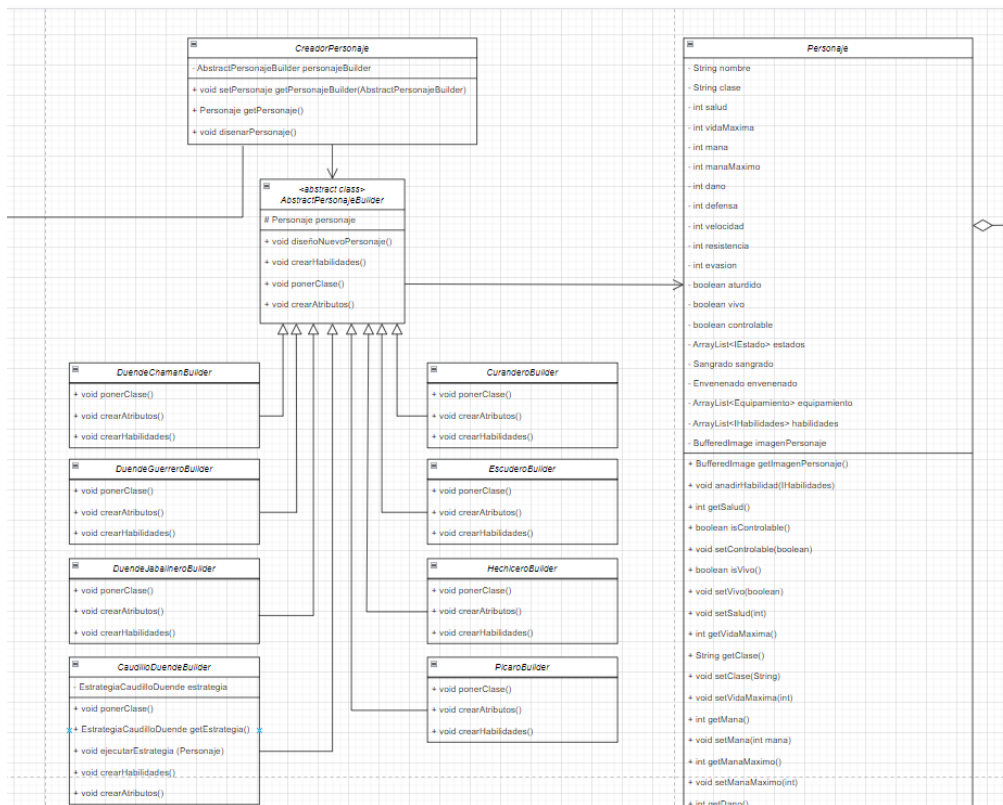 CreadorPersonaje
- AbstractPersonajeBuilder personajeBuilder
+ void setPersonaje getPersonajeBuilder(AbstractPersonajeBuilder)
+ Personaje getPersonaje()
+ void disenarPersonaje()
<abstract class>
AbstractPersonajeBuilder
# Personaje personaje
+ void diseñoNuevoPersonaje()
+ void crearHabilidades()
+ void ponerClase()
+ void crearAtributos()
DuendeChamanBuilder
+ void ponerClase()
+ void crearAtributos()
+ void crearHabilidades()
DuendeGuerreroBuilder
+ void ponerClase()
+ void crearAtributos()
+ void crearHabilidades()
DuendeJabalineroBuilder
+ void ponerClase()
+ void crearAtributos()
+ void crearHabilidades()
CaudilloDuendeBuilder
- EstrategiaCaudilloDuende estrategia
+ void ponerClase()
+ EstrategiaCaudilloDuende getEstrategia()
+ void ejecutarEstrategia (Personaje)
+ void crearHabilidades()
+ void crearAtributos()
CuranderoBuilder
+ void ponerClase()
+ void crearAtributos()
+ void crearHabilidades()
EscuderoBuilder
+ void ponerClase()
+ void crearAtributos()
+ void crearHabilidades()
HechiceroBuilder
+ void ponerClase()
+ void crearAtributos()
+ void crearHabilidades()
PicaroBuilder
+ void ponerClase()
+ void crearAtributos()
+ void crearHabilidades()
Personaje
- String nombre
- String clase
- int salud
- int vidaMaxima
- int mana
- int manaMaximo
- int dano
- int defensa
- int velocidad
- int resistencia
- int evasion
- boolean aturdido
- boolean vivo
- boolean controlable
- ArrayList<IEstado> estados
- Sangrado sangrado
- Envenenado envenenado
- ArrayList<Equipamiento> equipamiento
- ArrayList<IHabilidades> habilidades
- BufferedImage imagenPersonaje
+ BufferedImage getImagenPersonaje()
+ void anadirHabilidad(IHabilidades)
+ int getSalud()
+ boolean isControlable()
+ void setControlable(boolean)
+ boolean isVivo()
+ void setVivo(boolean)
+ void setSalud(int)
+ int getVidaMaxima()
+ String getClase()
+ void setClase(String)
+ void setVidaMaxima(int)
+ int getMana()
+ void setMana(int mana)
+ int getManaMaximo()
+ void setManaMaximo(int)
+ int getDano()